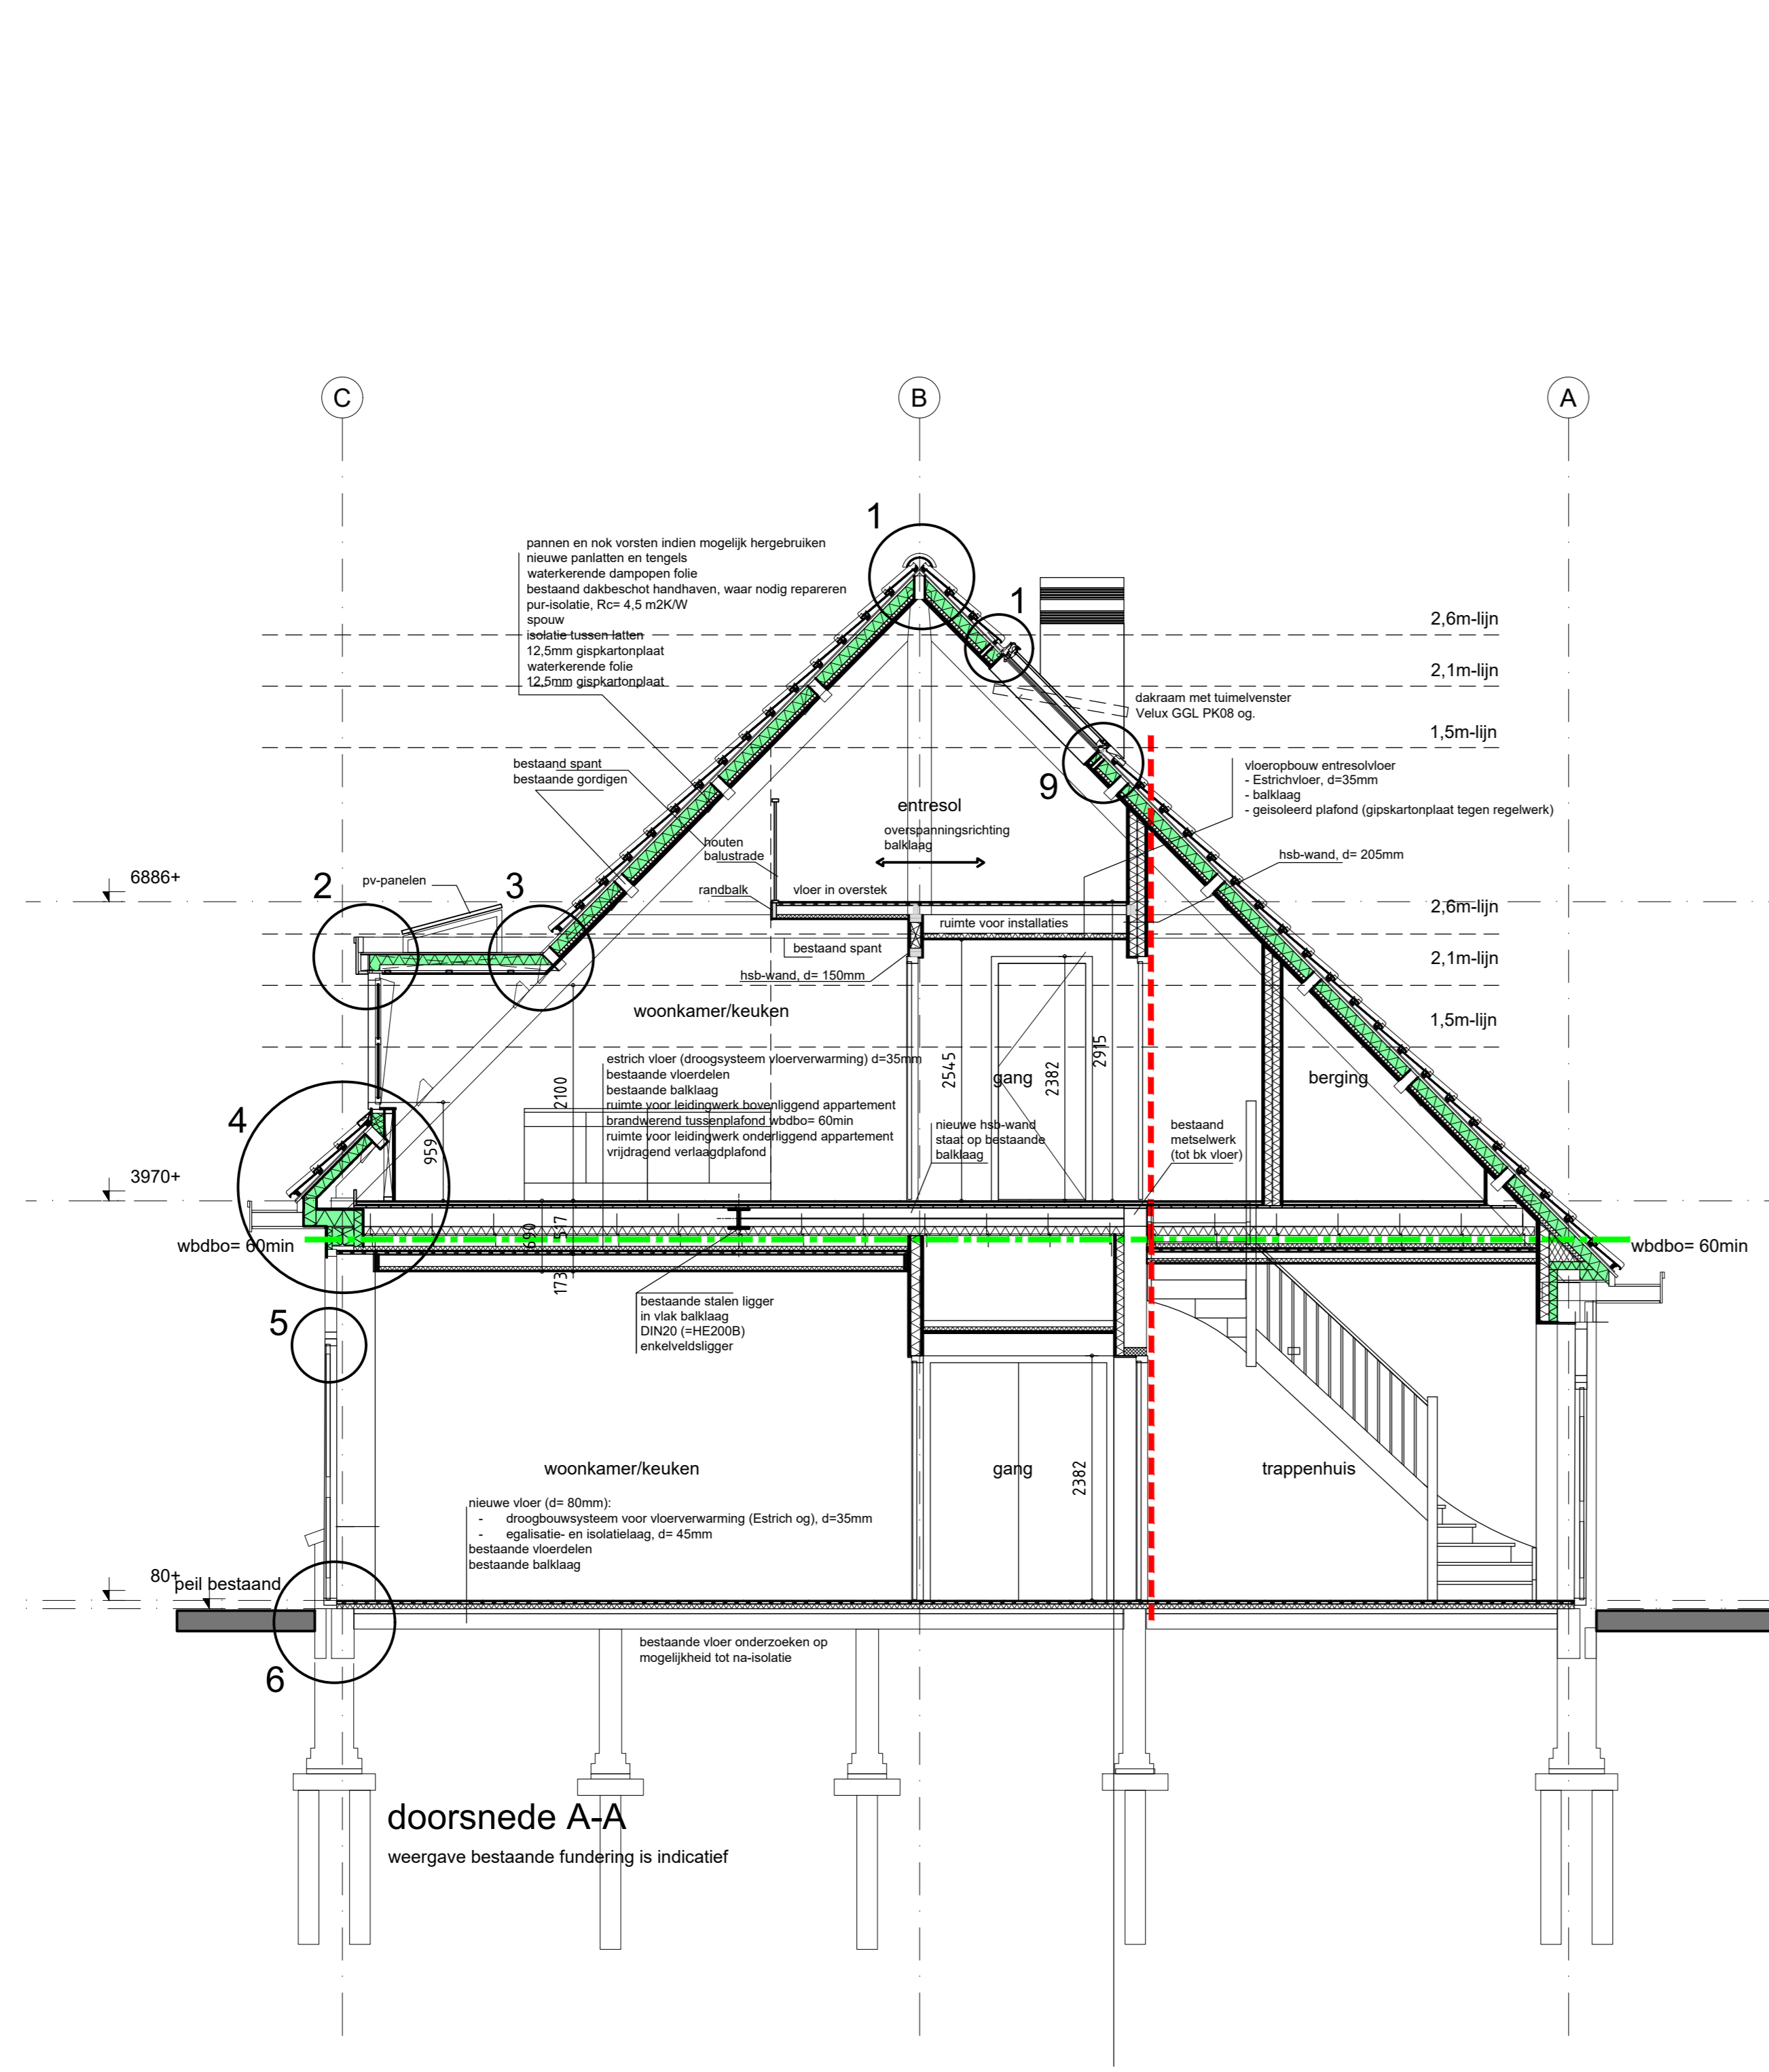 C
B
A
1
pannen en nok vorsten indien mogelijk hergebruiken
nieuwe panlatten en tengels
waterkerende dampopen folie
bestaand dakbeschot handhaven, waar nodig repareren
pur-isolatie, Rc= 4,5 m2K/W
spouw
isolatie tussen latten
12,5mm gispkartonplaat
waterkerende folie
12,5mm gispkartonplaat
1
2,6m-lijn
2,1m-lijn
1,5m-lijn
dakraam met tuimelvenster
Velux GGL PK08 og.
bestaand spant
bestaande gordigen
9
vloeropbouw entresolvloer
- Estrichvloer, d=35mm
- balklaag
- geisoleerd plafond (gipskartonplaat tegen regelwerk)
entresol
overspanningsrichting
balklaag
houten
balustrade
hsb-wand, d= 205mm
6886+
2
pv-panelen
3
randbalk
vloer in overstek
ruimte voor installaties
2,6m-lijn
2,1m-lijn
1,5m-lijn
bestaand spant
hsb-wand, d= 150mm
woonkamer/keuken
estrich vloer (droogsysteem vloerverwarming) d=35mm
bestaande vloerdelen
bestaande balklaag
ruimte voor leidingwerk bovenliggend appartement
brandwerend tussenplafond wbdbo= 60min
ruimte voor leidingwerk onderliggend appartement
vrijdragend verlaagdplafond
2100
959
2545
gang
2382
2915
berging
nieuwe hsb-wand
staat op bestaande
balklaag
bestaand
metselwerk
(tot bk vloer)
4
3970+
690
517
173
wbdbo= 60min
wbdbo= 60min
bestaande stalen ligger
in vlak balklaag
DIN20 (=HE200B)
enkelveldsligger
5
woonkamer/keuken
gang
2382
trappenhuis
nieuwe vloer (d= 80mm):
- droogbouwsysteem voor vloerverwarming (Estrich og), d=35mm
- egalisatie- en isolatielaag, d= 45mm
bestaande vloerdelen
bestaande balklaag
80+
peil bestaand
6
bestaande vloer onderzoeken op
mogelijkheid tot na-isolatie
doorsnede A-A
weergave bestaande fundering is indicatief